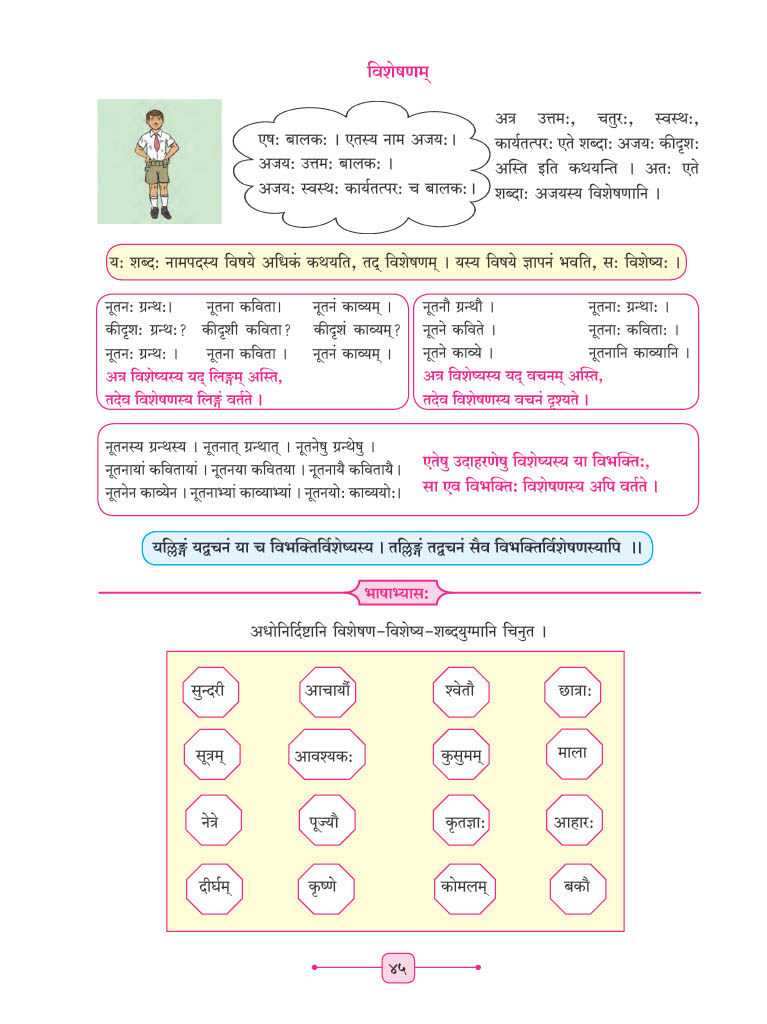 विशेषणम्
एषः बालकः । एतस्य नाम अजयः।
अजयः उत्तमः बालकः ।
अजयः स्वस्थः कार्यतत्परः च बालकः।
अत्र उत्तमः, चतुरः, स्वस्थः,
कार्यतत्परः एते शब्दाः अजयः कीदृशः
अस्ति इति कथयन्ति । अतः एते
शब्दाः अजयस्य विशेषणानि ।
यः शब्दः नामपदस्य विषये अधिकं कथयति, तद् विशेषणम् । यस्य विषये ज्ञापनं भवति, सः विशेष्यः ।
नूतनः ग्रन्थः। नूतना कविता। नूतनं काव्यम् ।
कीदृशः ग्रन्थः? कीदृशी कविता? कीदृशं काव्यम्?
नूतनः ग्रन्थः । नूतना कविता । नूतनं काव्यम् ।
अत्र विशेष्यस्य यद् लिङ्गम् अस्ति,
तदेव विशेषणस्य लिङ्गं वर्तते ।
नूतनौ ग्रन्थौ । नूतनाः ग्रन्थाः ।
नूतने कविते । नूतनाः कविताः ।
नूतने काव्ये । नूतनानि काव्यानि ।
अत्र विशेष्यस्य यद् वचनम् अस्ति,
तदेव विशेषणस्य वचनं दृश्यते ।
नूतनस्य ग्रन्थस्य । नूतनात् ग्रन्थात् । नूतनेषु ग्रन्थेषु ।
नूतनायां कवितायां । नूतनया कवितया । नूतनायै कवितायै।
नूतनेन काव्येन । नूतनाभ्यां काव्याभ्यां । नूतनयोः काव्ययोः।
एतेषु उदाहरणेषु विशेष्यस्य या विभक्तिः,
सा एव विभक्तिः विशेषणस्य अपि वर्तते ।
यल्लिङ्गं यद्वचनं या च विभक्तिर्विशेष्यस्य । तल्लिङ्गं तद्वचनं सैव विभक्तिर्विशेषणस्यापि ।।
भाषाभ्यासः
अधोनिर्दिष्टानि विशेषण-विशेष्य-शब्दयुग्मानि चिनुत ।
सुन्दरी आचार्यौ श्वेतौ छात्राः
सूत्रम् आवश्यकः कुसुमम् माला
नेत्रे पूज्यौ कृतज्ञाः आहारः
दीर्घम् कृष्णे कोमलम् बकौ
४५